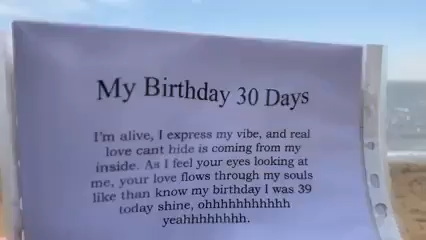 My Birthday 30 Days
I'm alive, I express my vibe, and real
love cant hide is coming from my
inside. As I feel your eyes looking at
me, your love flows through my souls
like than know my birthday I was 39
today shine, ohhhhhhhhhhh
yeahhhhhhhh.